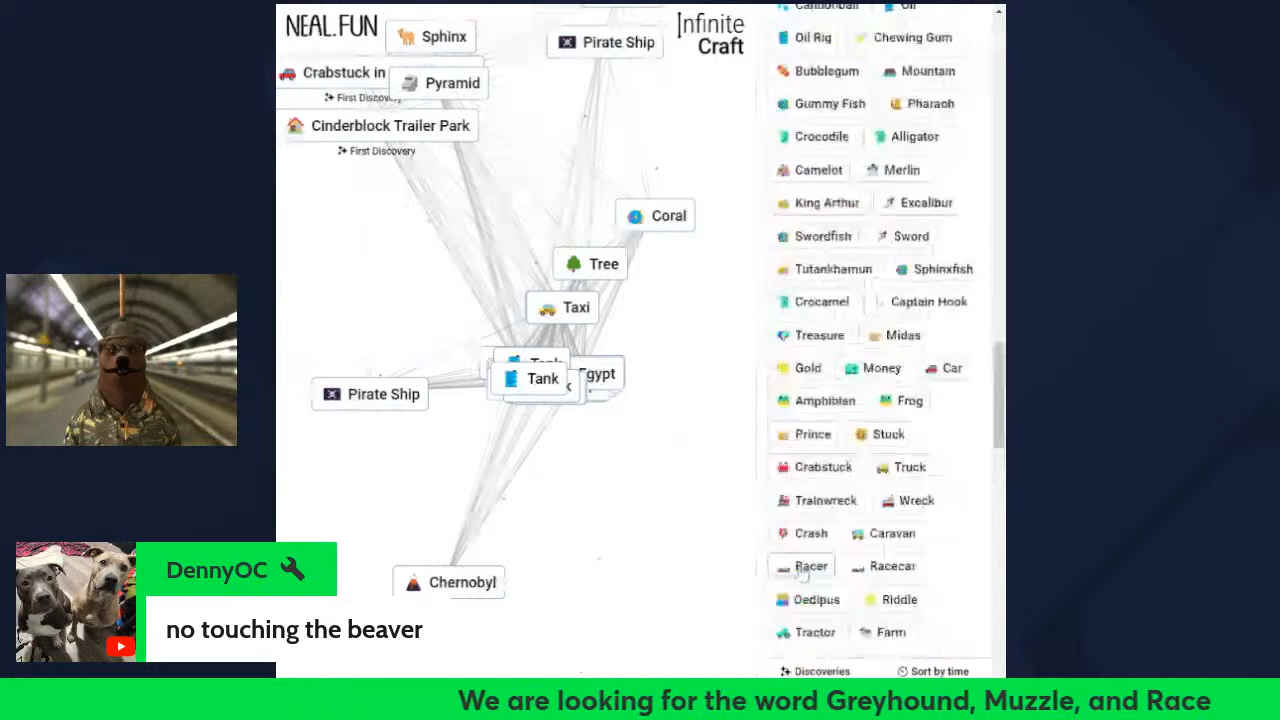 NEAL.FUN
Infinite
Craft
Sphinx
Pirate Ship
Crabstuck in
Pyramid
First Discovery
Cinderblock Trailer Park
First Discovery
Coral
Tree
Taxi
Tank
Egypt
Tank
Pirate Ship
Chernobyl
Cannonball Oil
Oil Rig Chewing Gum
Bubblegum Mountain
Gummy Fish Pharaoh
Crocodile Alligator
Camelot Merlin
King Arthur Excalibur
Swordfish Sword
Tutankhamun Sphinxfish
Crocamel Captain Hook
Treasure Midas
Gold Money Car
Amphibian Frog
Prince Stuck
Crabstuck Truck
Trainwreck Wreck
Crash Caravan
Racer Racecar
Oedipus Riddle
Tractor Farm
Discoveries Sort by time
DennyOC
no touching the beaver
We are looking for the word Greyhound, Muzzle, and Race